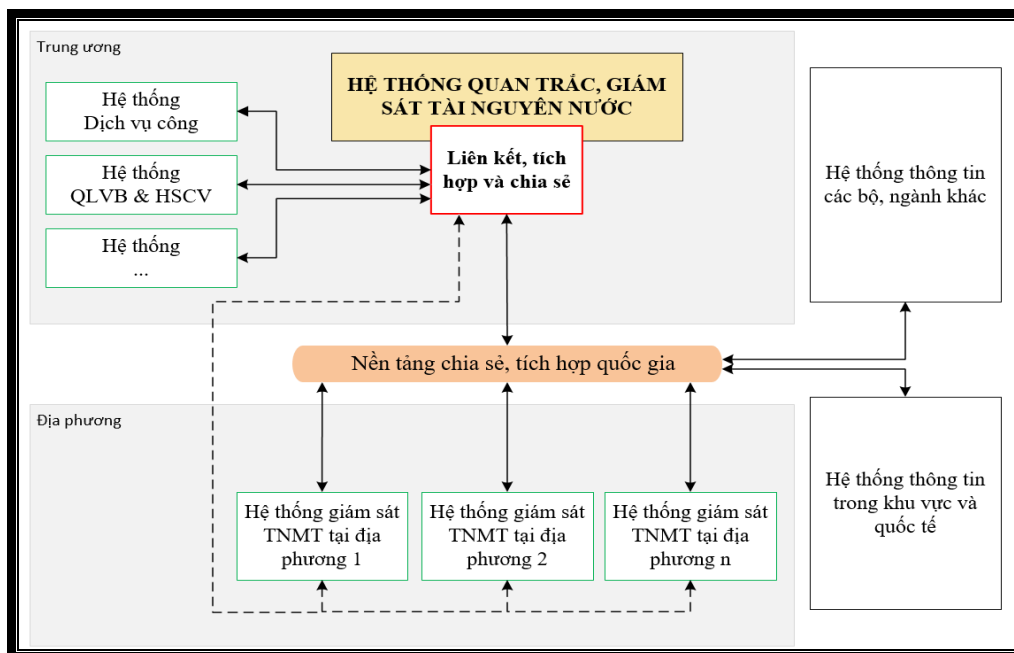 Trung ương
HỆ THỐNG QUAN TRẮC, GIÁM
SÁT TÀI NGUYÊN NƯỚC
Liên kết, tích
hợp và chia sẻ
Hệ thống
Dịch vụ công
Hệ thống
QLVB & HSCV
Hệ thống
...
Hệ thống thông tin
các bộ, ngành khác
Nền tảng chia sẻ, tích hợp quốc gia
Địa phương
Hệ thống giám sát
TNMT tại địa
phương 1
Hệ thống giám sát
TNMT tại địa
phương 2
Hệ thống giám sát
TNMT tại địa
phương n
Hệ thống thông tin
trong khu vực và
quốc tế